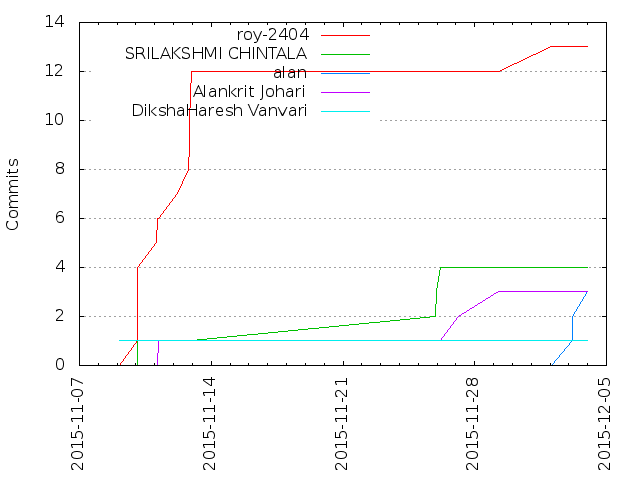 14
12
10
8
6
4
2
0
Commits
roy-2404
SRILAKSHMI CHINTALA
alan
Alankrit Johari
DikshaHaresh Vanvari
2015-11-07
2015-11-14
2015-11-21
2015-11-28
2015-12-05